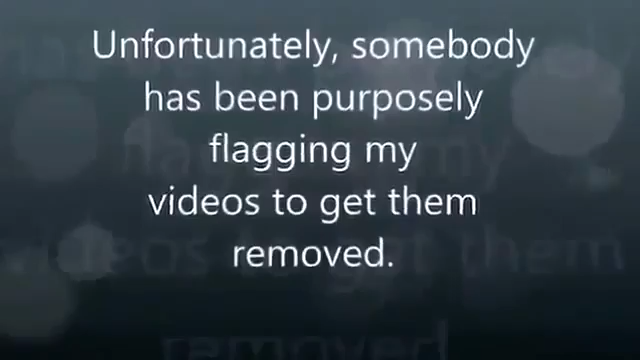 Unfortunately, somebody
has been purposely
flagging my
videos to get them
removed.